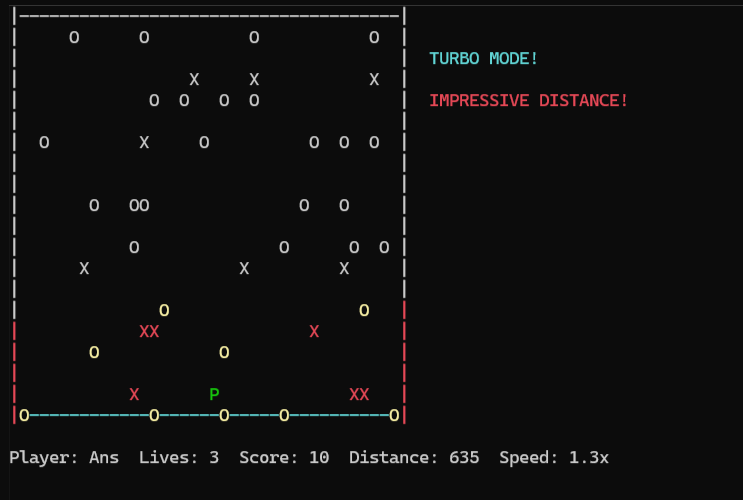 |--------------------------------------|
O O O O
TURBO MODE!
X X X
O O O O
IMPRESSIVE DISTANCE!
O X O O O O
O OO O O
O O O O
X X X
O O
XX X
O O
X P XX
|O------------O------O-----O----------O|
Player: Ans Lives: 3 Score: 10 Distance: 635 Speed: 1.3x